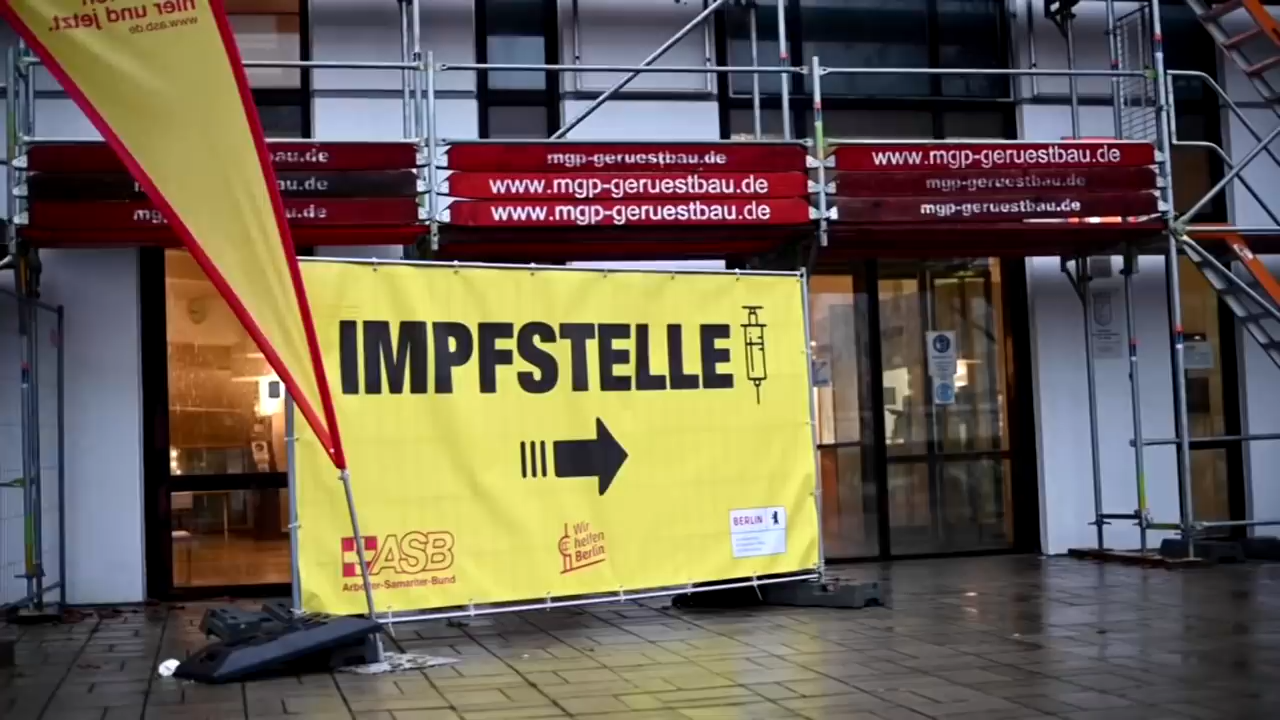 hier und jetzt.
www.asb.de
bau.de
mgp-geruestbau.de
www.mgp-geruestbau.de
au.de
www.mgp-geruestbau.de
mgp-geruestbau.de
mg
u.de
www.mgp-geruestbau.de
mgp-geruestbau.de
IMPFSTELLE
ASB
Arbeiter-Samariter-Bund
Wir
helfen
Berlin
BERLIN